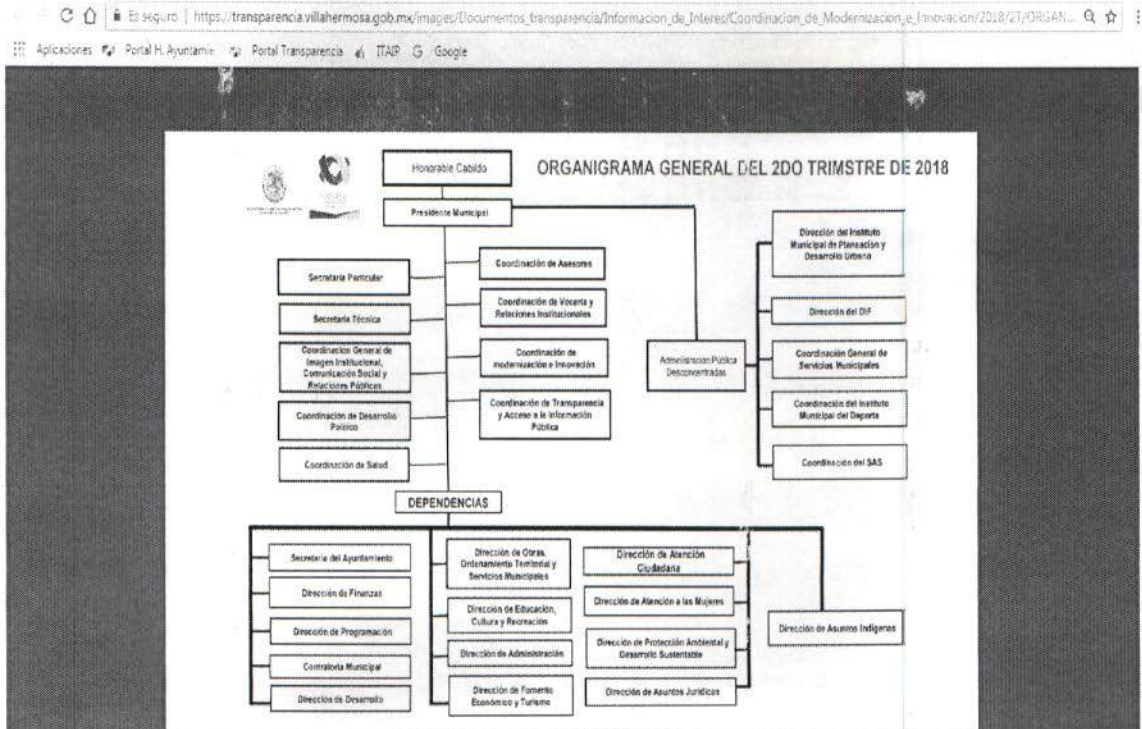 Es seguro | https://transparencia.villahermosa.gob.mx/images/Documentos_transparencia/Informacion_de_Interes/Coordinacion_de_Modernizacion_e_Innovacion/2018/2T/ORGAN...
Aplicaciones Portal H. Ayuntamie Portal Transparencia ITAIP Google
ORGANIGRAMA GENERAL DEL 2DO TRIMSTRE DE 2018
Honorable Cabildo
Presidente Municipal
Secretaria Particular
Secretaria Técnica
Coordinacion General de
Imagen Institucional,
Comunicación Social y
Relaciones Públicas
Coordinación de Desarrollo
Político
Coordinación de Salud
Coordinación de Asesores
Coordinación de Vocería y
Relaciones Institucionales
Coordinación de
modernización e Innovación
Coordinación de Transparencia
y Acceso a la Información
Pública
Administración Pública
Desconcentradas
Dirección del Instituto
Municipal de Planeación y
Desarrollo Urbano
Dirección del DIF
Coordinación General de
Servicios Municipales
Coordinación del Instituto
Municipal del Deporte
Coordinación del SAS
DEPENDENCIAS
Secretaria del Ayuntamiento
Dirección de Finanzas
Dirección de Programación
Contraloría Municipal
Dirección de Desarrollo
Dirección de Obras,
Ordenamiento Territorial y
Servicios Municipales
Dirección de Educación,
Cultura y Recreación
Dirección de Administración
Dirección de Fomento
Económico y Turismo
Dirección de Atención
Ciudadana
Dirección de Atención a las Mujeres
Dirección de Protección Ambiental y
Desarrollo Sustentable
Dirección de Asuntos Jurídicos
Dirección de Asuntos Indígenas